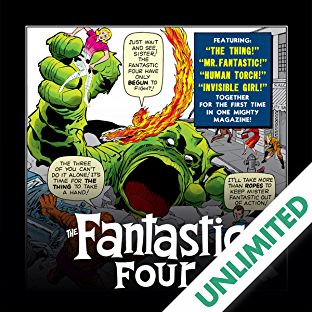 JUST WAIT
AND SEE,
SISTER!
THE
FANTASTIC
FOUR HAVE
ONLY
BEGUN TO
FIGHT!
FEATURING:
"THE THING!"
"MR. FANTASTIC!"
"HUMAN TORCH!"
"INVISIBLE GIRL!"
TOGETHER
FOR THE FIRST TIME
IN ONE MIGHTY
MAGAZINE!
THE THREE OF
YOU CAN'T
DO IT ALONE! IT'S
TIME FOR THE
THING TO TAKE
A HAND!
IT'LL TAKE MORE
THAN ROPES TO
KEEP MISTER
FANTASTIC OUT
OF ACTION!
THE
Fantastic
FOUR
UNLIMITED